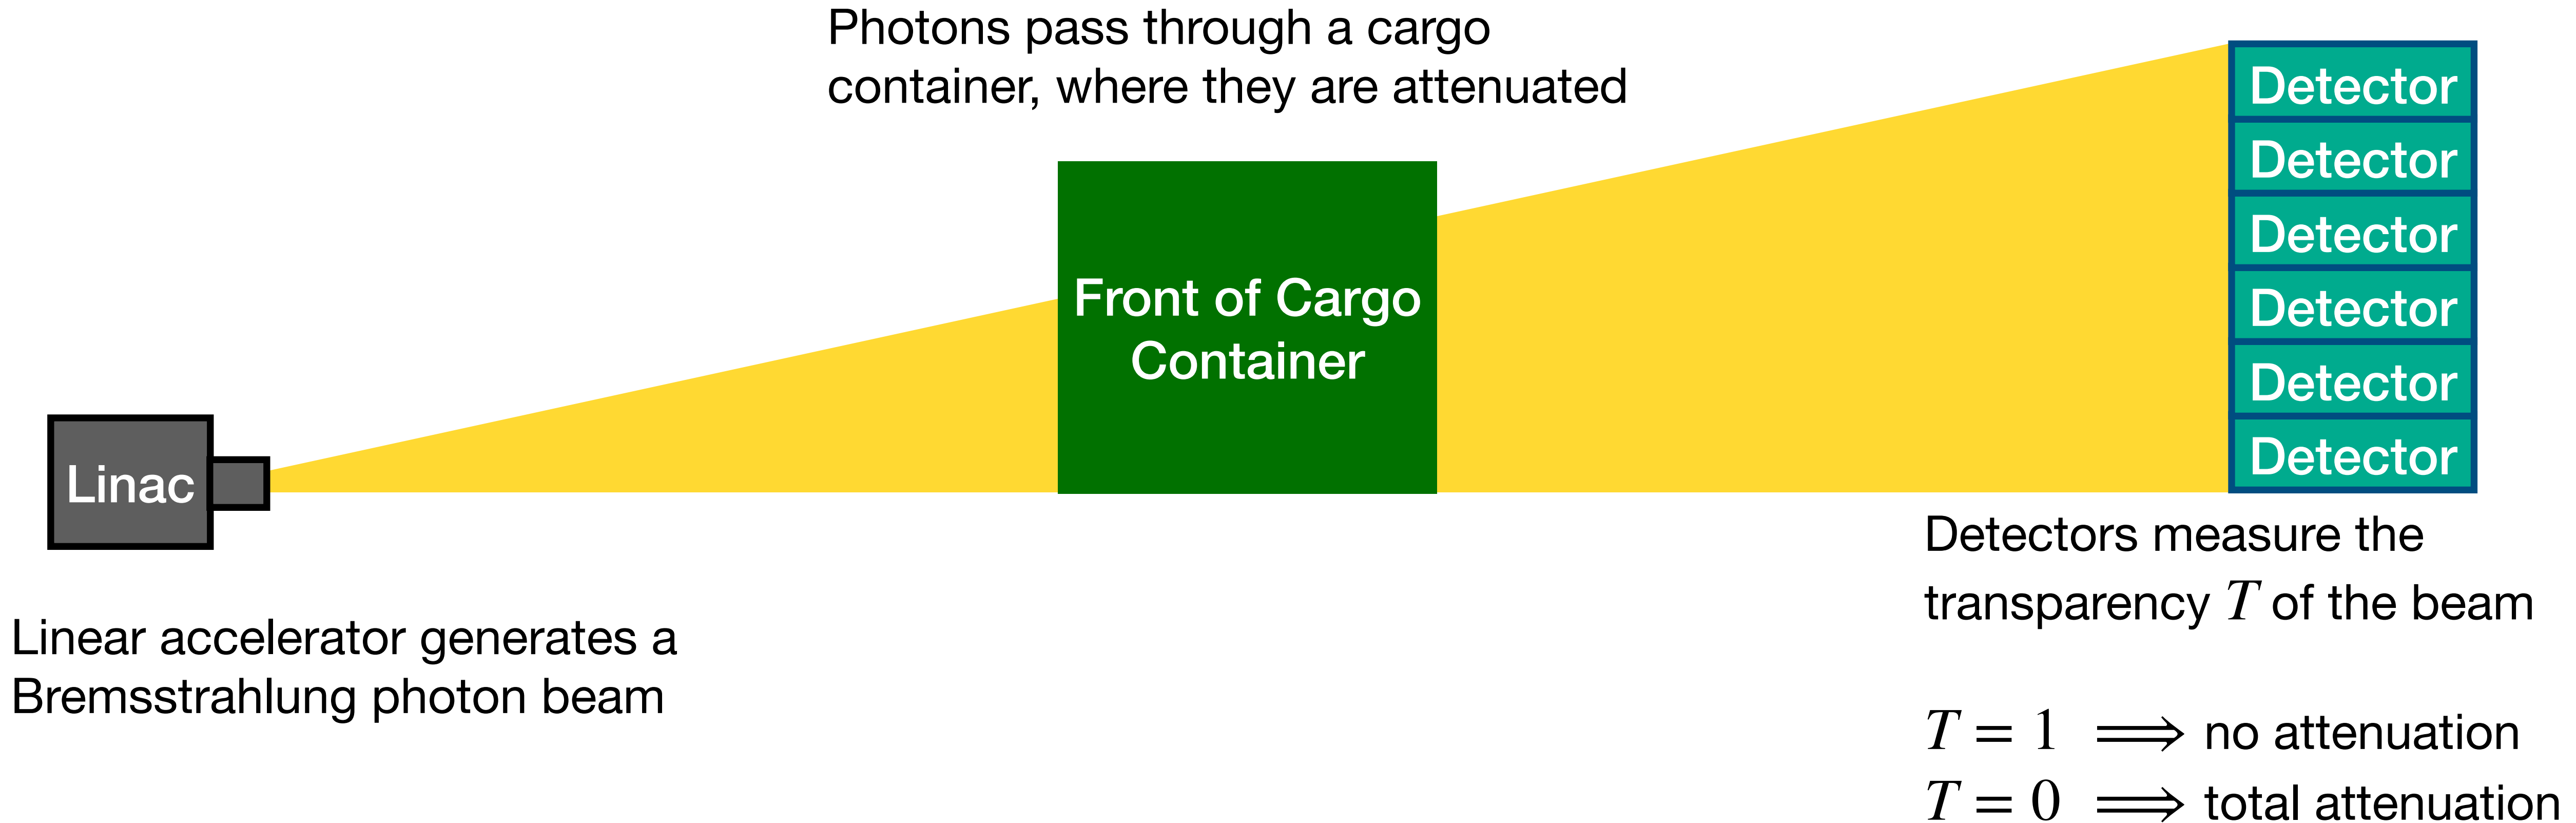 Photons pass through a cargo
container, where they are attenuated
Detector
Detector
Detector
Detector
Detector
Detector
Front of Cargo
Container
Linac
Linear accelerator generates a
Bremsstrahlung photon beam
Detectors measure the
transparency T of the beam
T = 1 ⟹ no attenuation
T = 0 ⟹ total attenuation